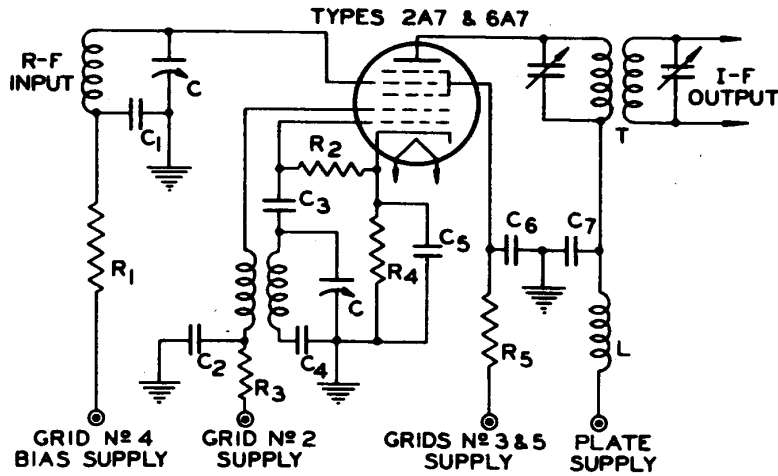 TYPES 2A7 & 6A7
R-F
INPUT
C
C1
R2
C3
R1
R4
C5
C
C2
R3
C4
C6
C7
R5
T
L
I-F
OUTPUT
GRID Nº 4
BIAS SUPPLY
GRID Nº 2
SUPPLY
GRIDS Nº 3 & 5
SUPPLY
PLATE
SUPPLY